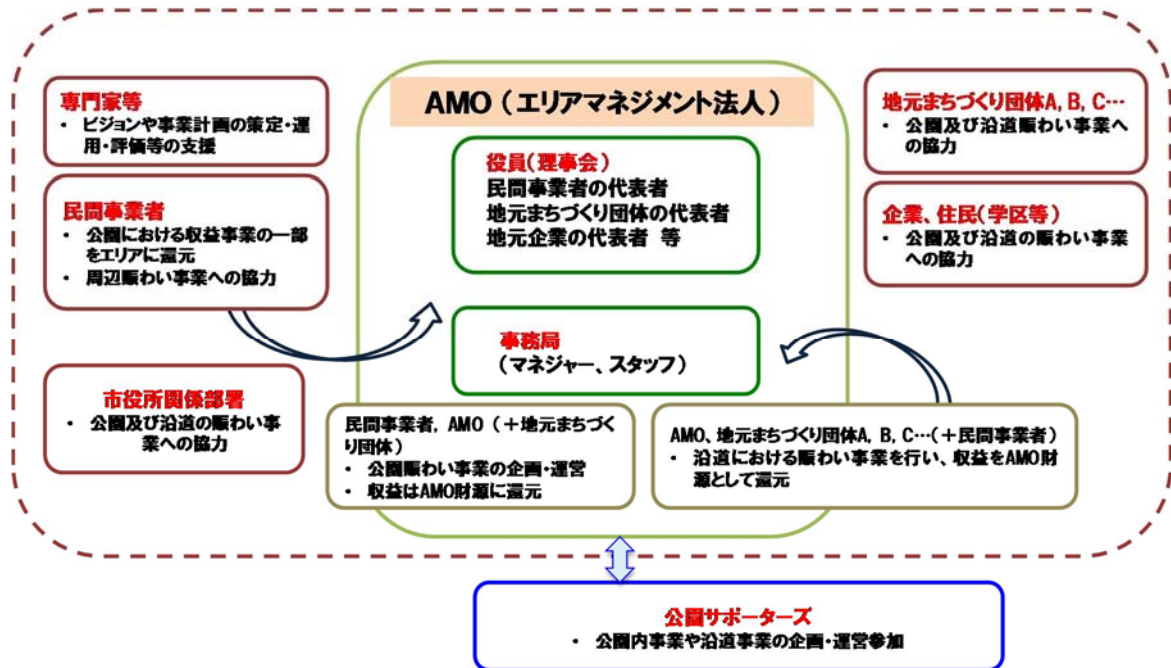 AMO(エリアマネジメント法人)
専門家等
・ ビジョンや事業計画の策定・運
用・評価等の支援
民間事業者
・ 公園における収益事業の一部
をエリアに還元
・ 周辺賑わい事業への協力
市役所関係部署
・ 公園及び沿道の賑わい事
業への協力
役員(理事会)
民間事業者の代表者
地元まちづくり団体の代表者
地元企業の代表者 等
事務局
(マネジャー、スタッフ)
地元まちづくり団体A, B, C…
・ 公園及び沿道賑わい事業へ
の協力
企業、住民(学区等)
・ 公園及び沿道の賑わい事業
への協力
民間事業者, AMO (+地元まちづく
り団体)
・ 公園賑わい事業の企画・運営
・ 収益はAMO財源に還元
AMO、地元まちづくり団体A, B, C…(+民間事業者)
・ 沿道における賑わい事業を行い、収益をAMO財
源として還元
公園サポーターズ
・ 公園内事業や沿道事業の企画・運営参加